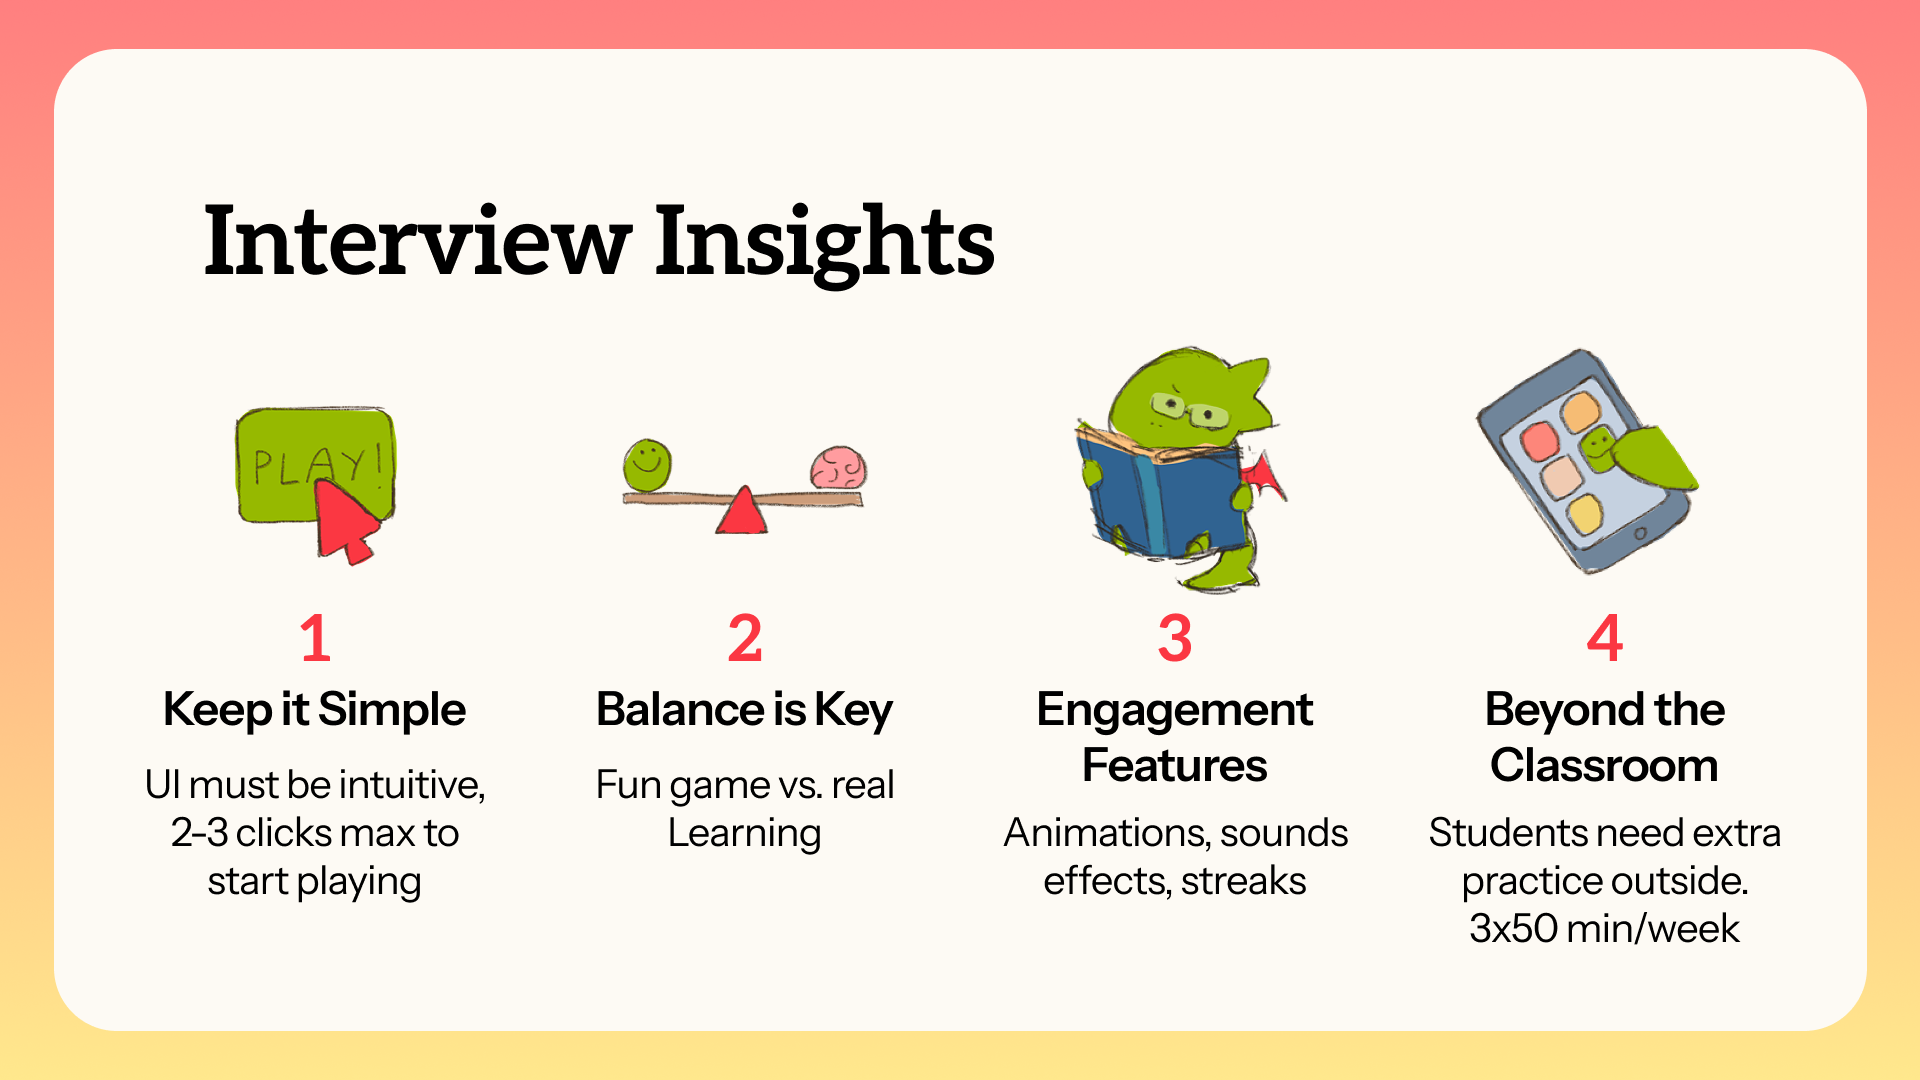 Interview Insights
PLAY!
1
Keep it Simple
UI must be intuitive,
2-3 clicks max to
start playing
2
Balance is Key
Fun game vs. real
Learning
3
Engagement
Features
Animations, sounds
effects, streaks
4
Beyond the
Classroom
Students need extra
practice outside.
3x50 min/week